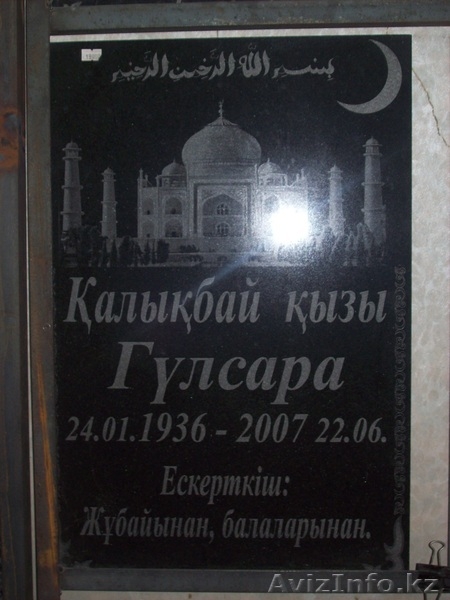 بسم الله الرحمن الرحيم
Қалықбай қызы
Гүлсара
24.01.1936 - 2007 22.06.
Ескерткіш:
Жұбайынан, балаларынан.
AvizInfo.kz